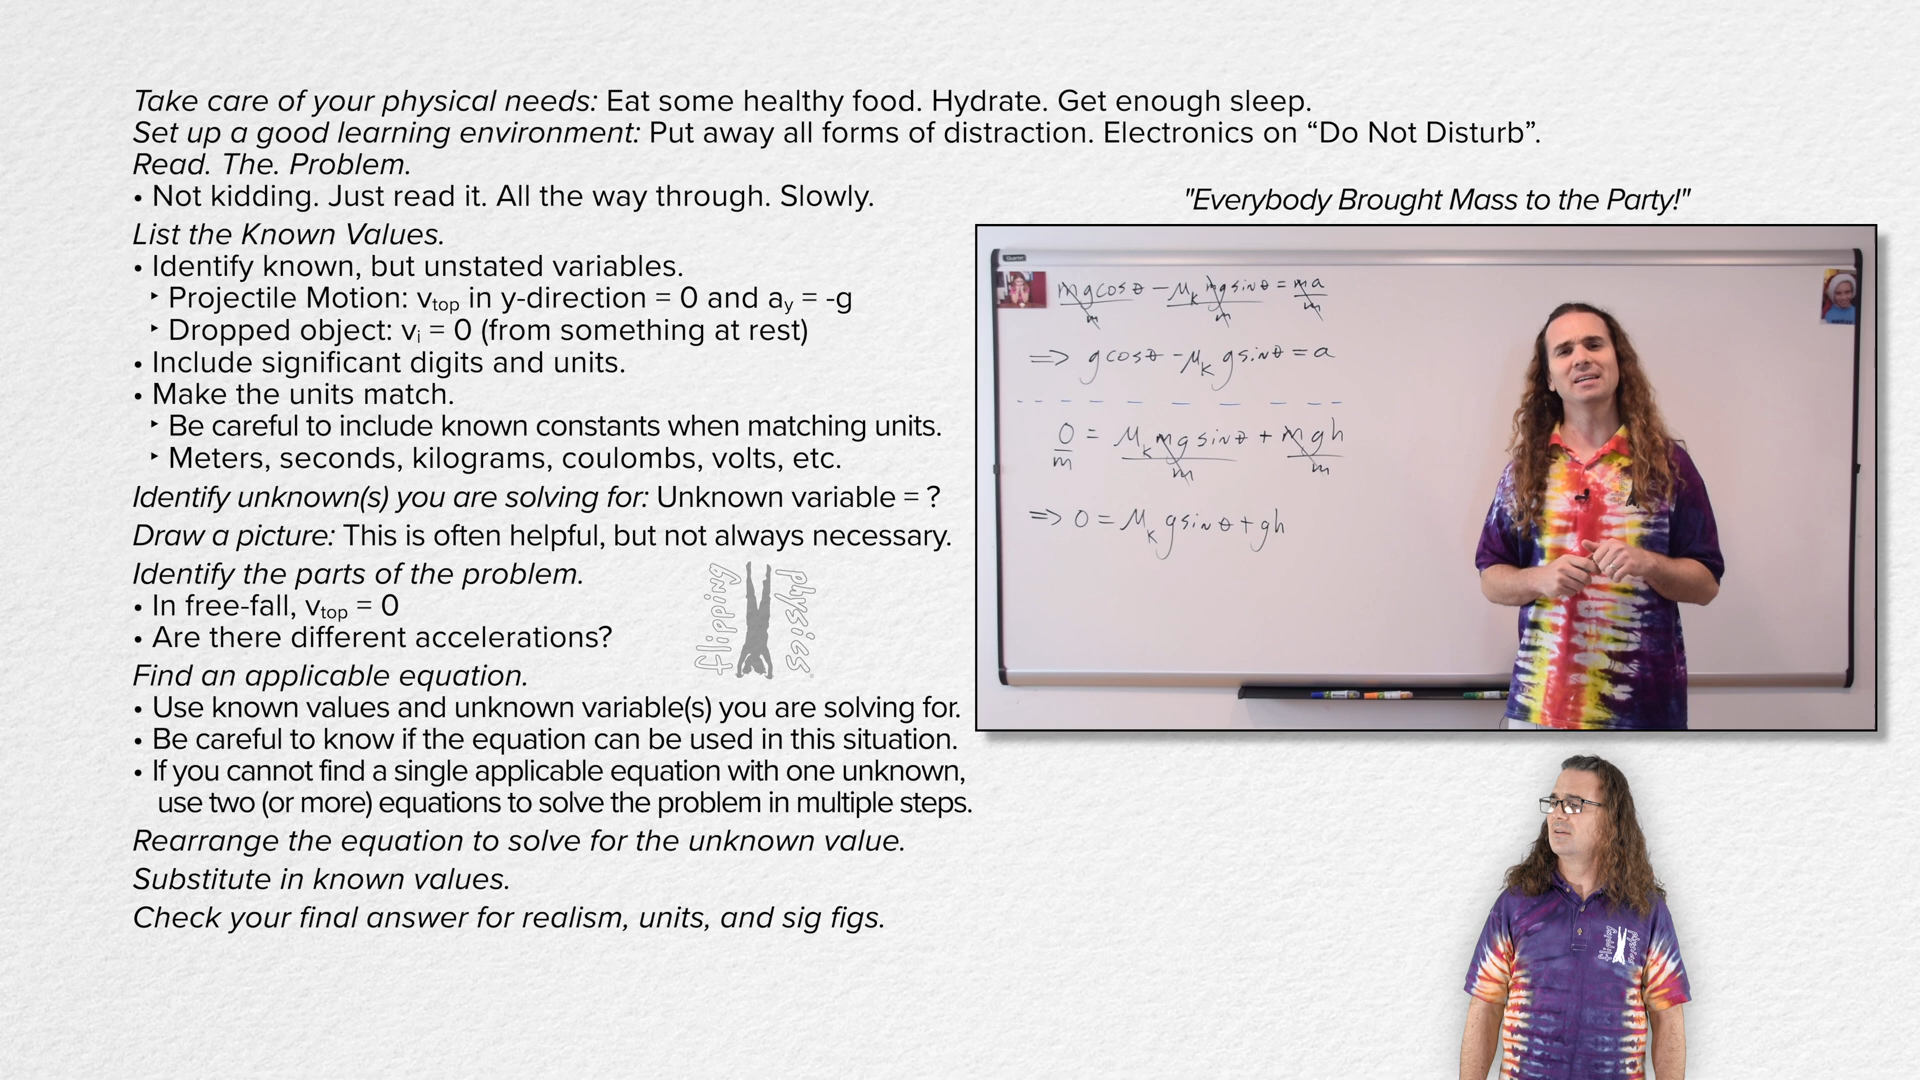 Take care of your physical needs: Eat some healthy food. Hydrate. Get enough sleep.
Set up a good learning environment: Put away all forms of distraction. Electronics on “Do Not Disturb”.
Read. The. Problem.
• Not kidding. Just read it. All the way through. Slowly.
List the Known Values.
• Identify known, but unstated variables.
‣ Projectile Motion: v_top in y-direction = 0 and a_y = -g
‣ Dropped object: v_i = 0 (from something at rest)
• Include significant digits and units.
• Make the units match.
‣ Be careful to include known constants when matching units.
‣ Meters, seconds, kilograms, coulombs, volts, etc.
Identify unknown(s) you are solving for: Unknown variable = ?
Draw a picture: This is often helpful, but not always necessary.
Identify the parts of the problem.
• In free-fall, v_top = 0
• Are there different accelerations?
Find an applicable equation.
• Use known values and unknown variable(s) you are solving for.
• Be careful to know if the equation can be used in this situation.
• If you cannot find a single applicable equation with one unknown,
use two (or more) equations to solve the problem in multiple steps.
Rearrange the equation to solve for the unknown value.
Substitute in known values.
Check your final answer for realism, units, and sig figs.
flipping physics
"Everybody Brought Mass to the Party!"
mgcosθ/m - μ_k mgsinθ/m = ma/m
⇒ gcosθ - μ_k gsinθ = a
0/m = μ_k mgsinθ/m + mgh/m
⇒ 0 = μ_k gsinθ + gh
flipping physics